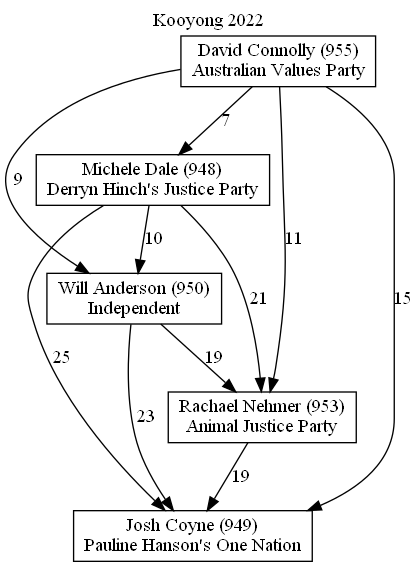 Kooyong 2022
David Connolly (955)
Australian Values Party
7
Michele Dale (948)
Derryn Hinch's Justice Party
9
10
11
Will Anderson (950)
Independent
21
15
25
19
23
Rachael Nehmer (953)
Animal Justice Party
19
Josh Coyne (949)
Pauline Hanson's One Nation